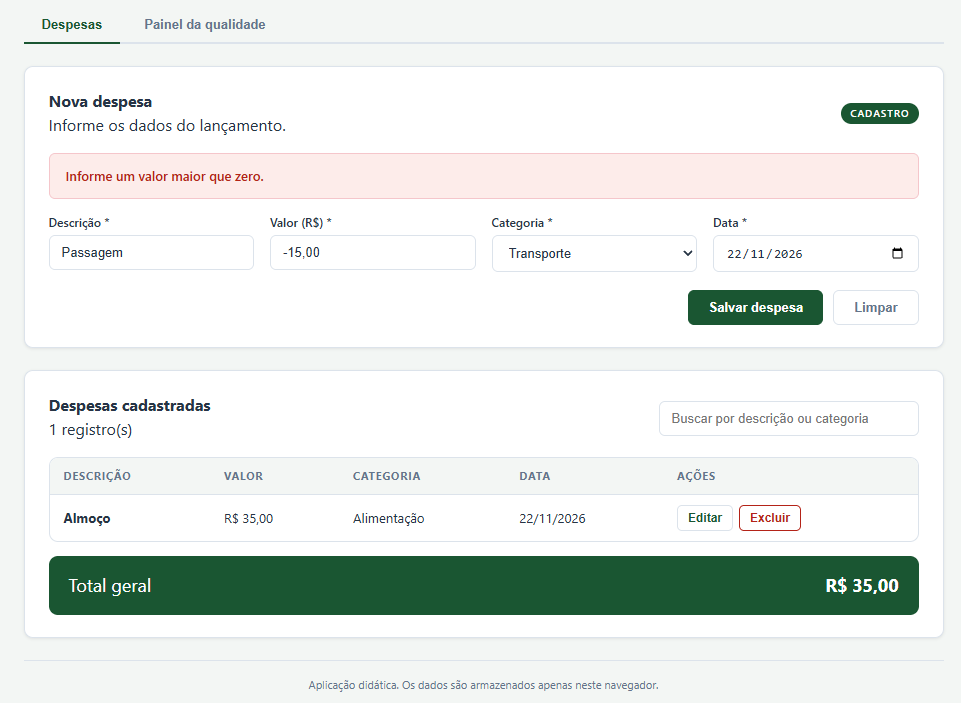 Despesas Painel da qualidade
Nova despesa
Informe os dados do lançamento.
CADASTRO
Informe um valor maior que zero.
Descrição * Valor (R$) * Categoria * Data *
Passagem -15,00 Transporte 22/11/2026
Salvar despesa Limpar
Despesas cadastradas
1 registro(s)
Buscar por descrição ou categoria
DESCRIÇÃO VALOR CATEGORIA DATA AÇÕES
Almoço R$ 35,00 Alimentação 22/11/2026 Editar Excluir
Total geral R$ 35,00
Aplicação didática. Os dados são armazenados apenas neste navegador.